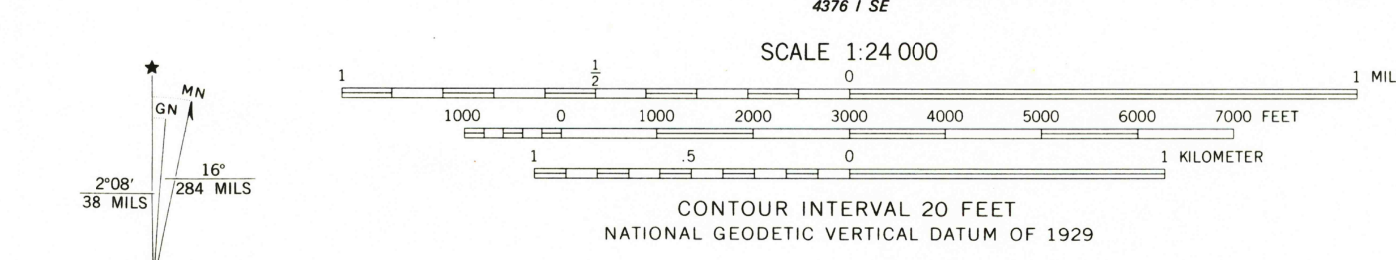 4376 I SE
SCALE 1:24 000
1 1/2 0 1 MIL
1000 0 1000 2000 3000 4000 5000 6000 7000 FEET
1 .5 0 1 KILOMETER
CONTOUR INTERVAL 20 FEET
NATIONAL GEODETIC VERTICAL DATUM OF 1929
★
GN MN
2°08'
38 MILS
16°
284 MILS